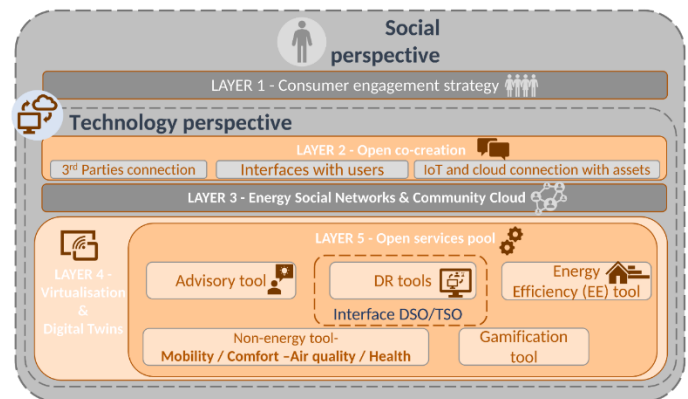 Social
perspective
LAYER 1 - Consumer engagement strategy
Technology perspective
LAYER 2 - Open co-creation
3rd Parties connection
Interfaces with users
IoT and cloud connection with assets
LAYER 3 - Energy Social Networks & Community Cloud
LAYER 4 -
Virtualisation
&
Digital Twins
LAYER 5 - Open services pool
Advisory tool
DR tools
Energy
Efficiency (EE) tool
Interface DSO/TSO
Non-energy tool-
Mobility / Comfort –Air quality / Health
Gamification
tool